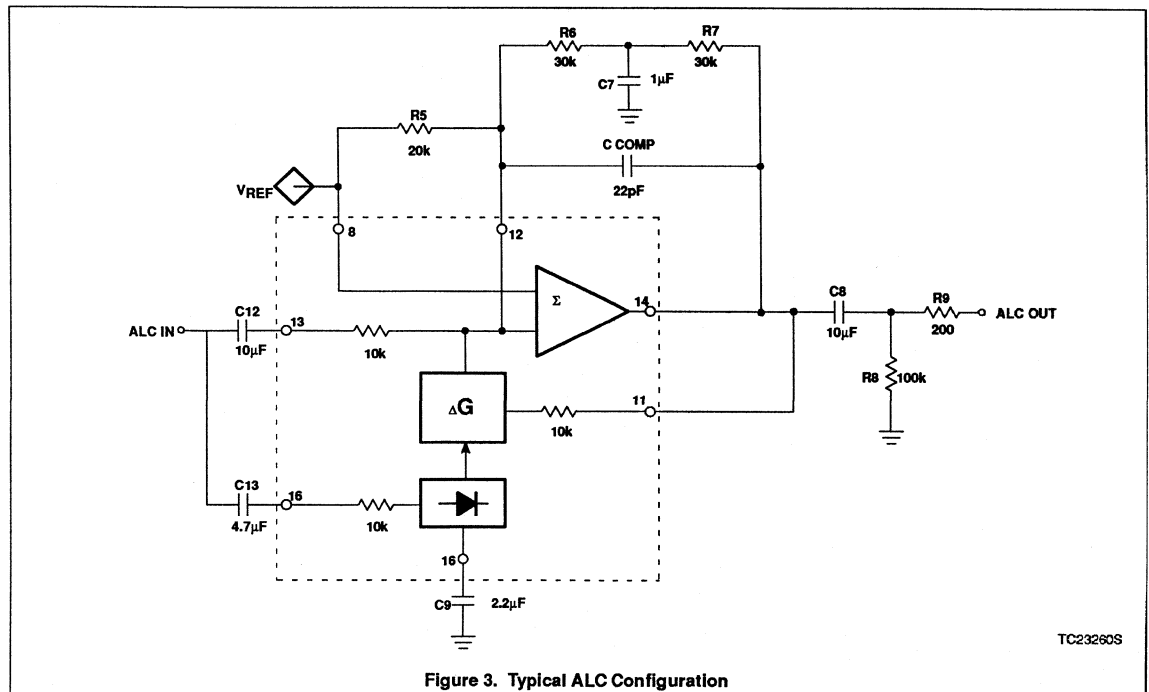 R6
R7
30k
30k
C7
1µF
R5
20k
C COMP
22pF
VREF
8
12
Σ
C12
14
C8
R9
ALC IN
13
ALC OUT
10µF
10k
10µF
200
R8
100k
ΔG
11
10k
C13
16
4.7µF
10k
16
C9
2.2µF
TC23260S
Figure 3. Typical ALC Configuration